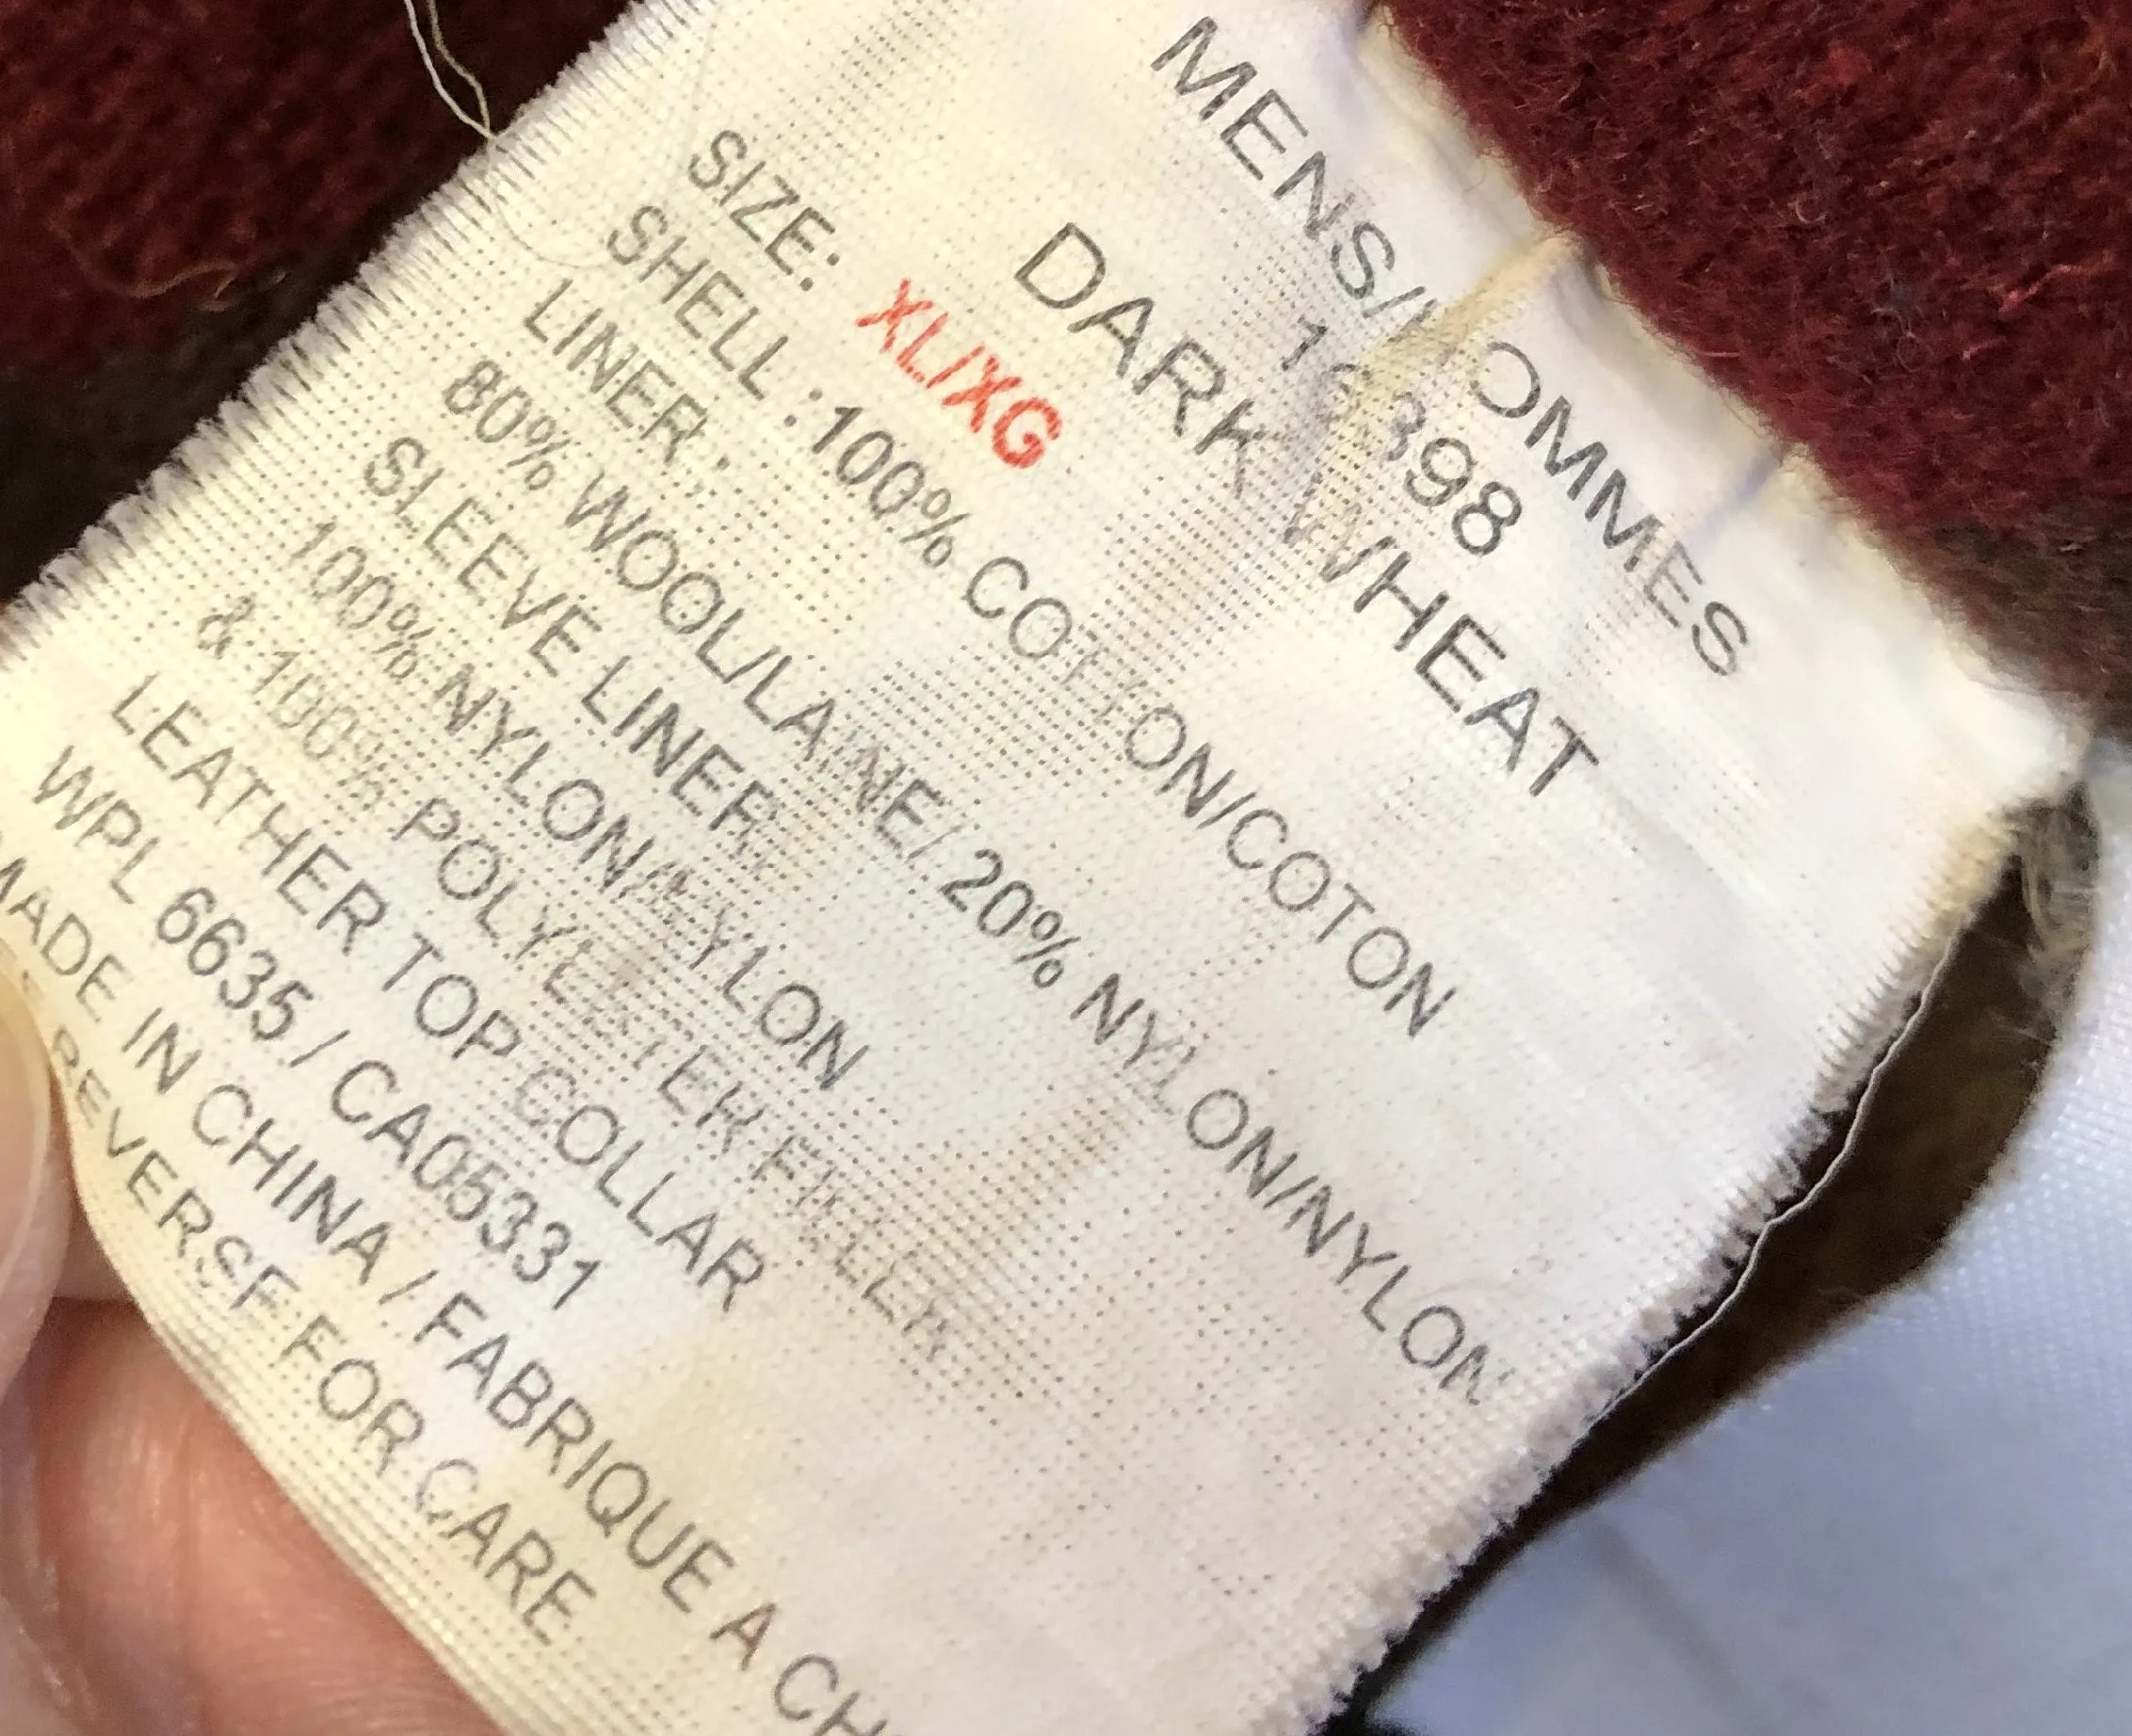 MENS/HOMMES
DARK WHEAT
SIZE: XL/XG
SHELL : 100% COTTON/COTON
LINER :
80% WOOL/LAINE/ 20% NYLON/NYLON
SLEEVE LINER
100% NYLON/NYLON
& 100% POLYESTER FILLER
LEATHER TOP COLLAR
WPL 6635 / CA05331
MADE IN CHINA / FABRIQUE A
REVERSE FOR CARE